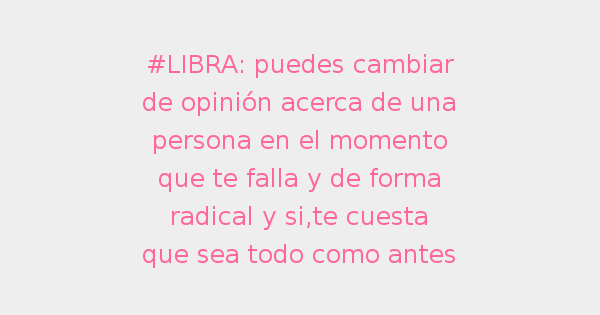 #LIBRA: puedes cambiar
de opinión acerca de una
persona en el momento
que te falla y de forma
radical y si,te cuesta
que sea todo como antes